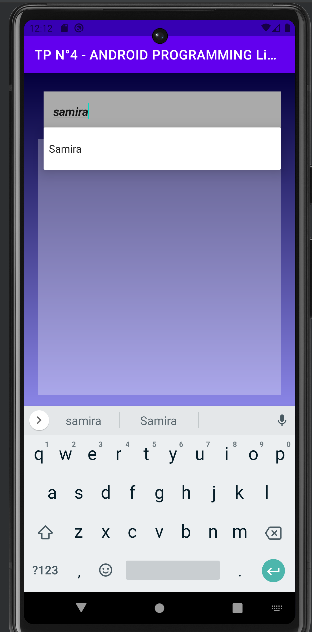 12:12
TP N°4 - ANDROID PROGRAMMING Li...
samira
Samira
samira Samira
1 2 3 4 5 6 7 8 9 0
q w e r t y u i o p
a s d f g h j k l
z x c v b n m
?123 , .